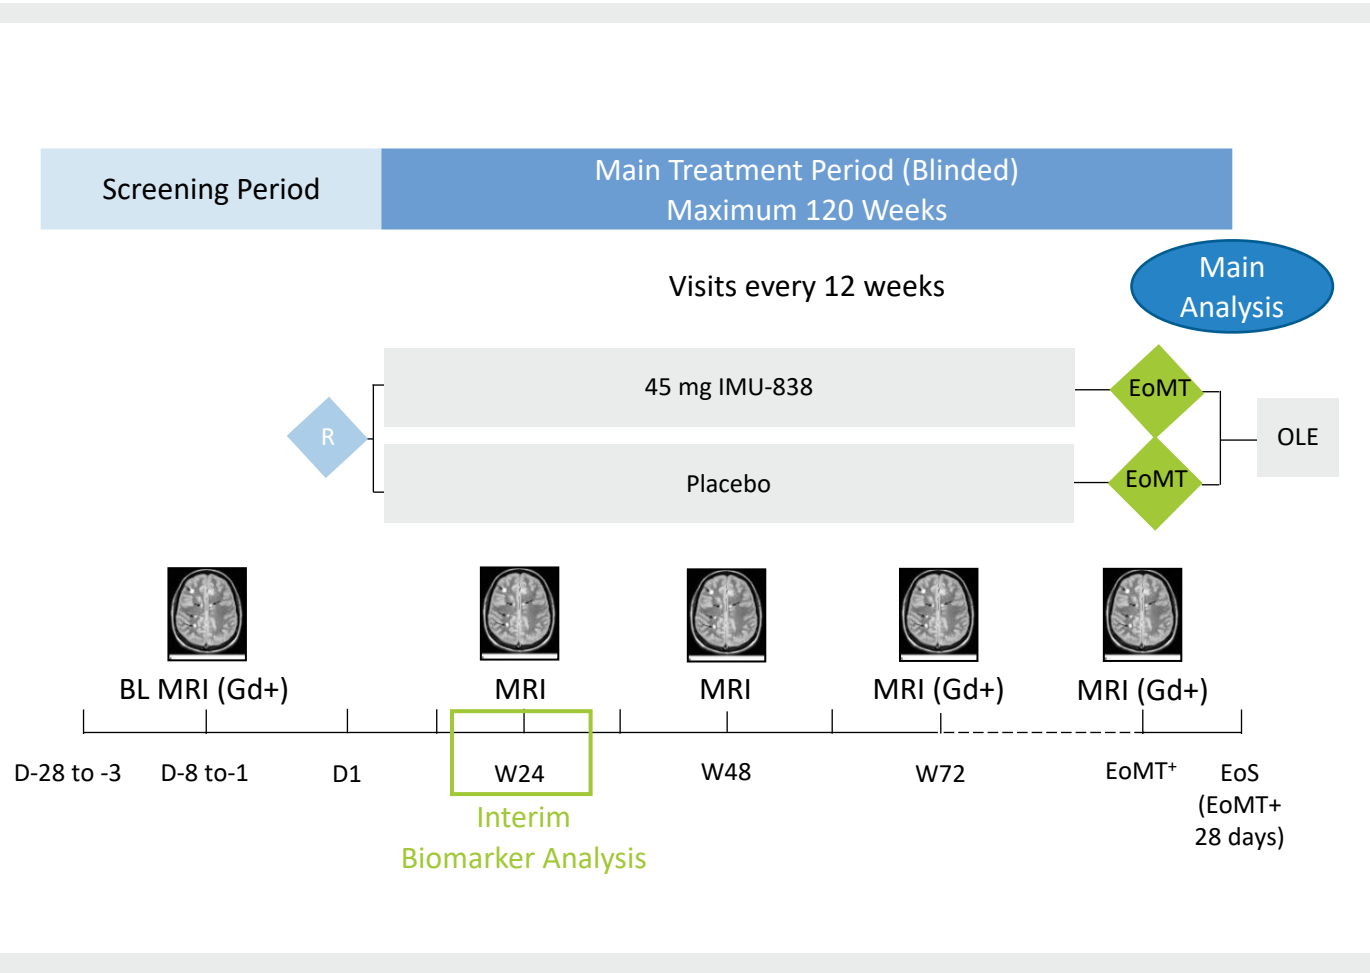 Screening Period
Main Treatment Period (Blinded)
Maximum 120 Weeks
Visits every 12 weeks
Main
Analysis
R
45 mg IMU-838
Placebo
EoMT
EoMT
OLE
BL MRI (Gd+)
MRI
MRI
MRI (Gd+)
MRI (Gd+)
D-28 to -3
D-8 to-1
D1
W24
W48
W72
EoMT⁺
EoS
(EoMT+
28 days)
Interim
Biomarker Analysis